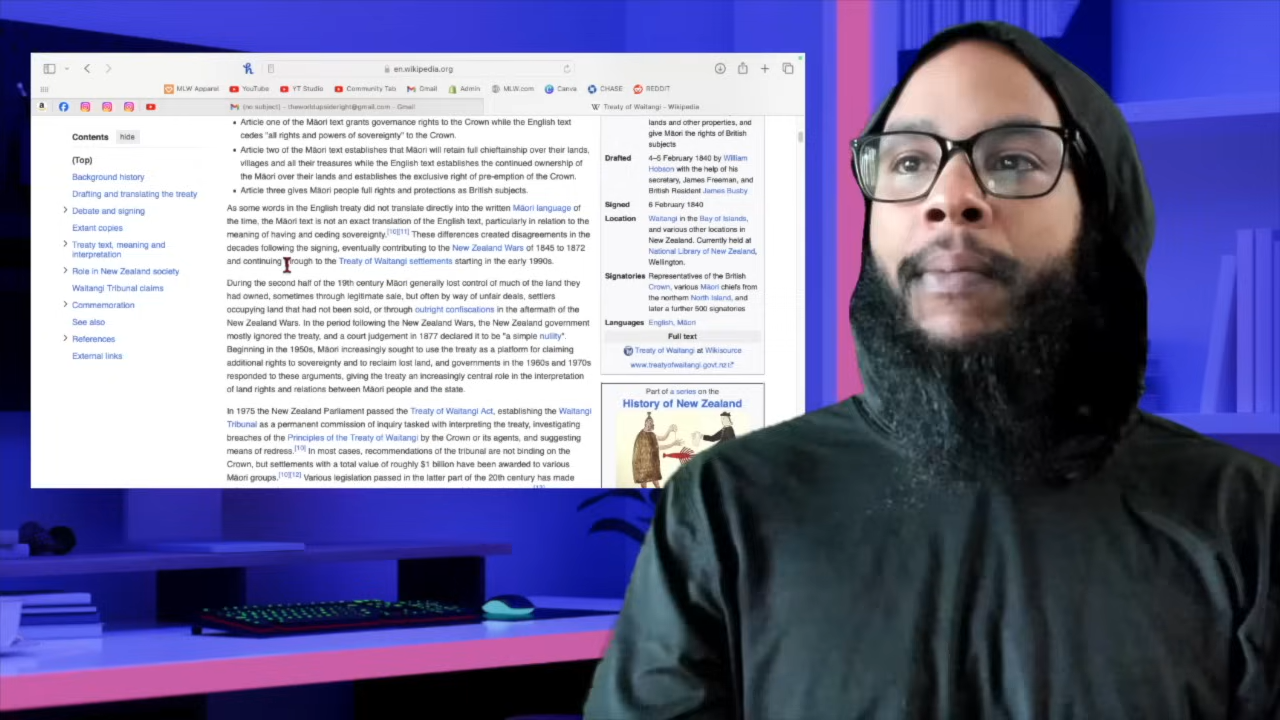 en.wikipedia.org
MLW Apparel YouTube YT Studio Community Tab Gmail Admin MLW.com Canva CHASE REDDIT
(no subject) - theworldupsideright@gmail.com - Gmail
Treaty of Waitangi - Wikipedia
Contents hide
(Top)
Background history
Drafting and translating the treaty
Debate and signing
Extant copies
Treaty text, meaning and
interpretation
Role in New Zealand society
Waitangi Tribunal claims
Commemoration
See also
References
External links
Article one of the Māori text grants governance rights to the Crown while the English text
cedes "all rights and powers of sovereignty" to the Crown.
Article two of the Māori text establishes that Māori will retain full chieftainship over their lands,
villages and all their treasures while the English text establishes the continued ownership of
the Māori over their lands and establishes the exclusive right of pre-emption of the Crown.
Article three gives Māori people full rights and protections as British subjects.
As some words in the English treaty did not translate directly into the written Māori language of
the time, the Māori text is not an exact translation of the English text, particularly in relation to the
meaning of having and ceding sovereignty.[10][11] These differences created disagreements in the
decades following the signing, eventually contributing to the New Zealand Wars of 1845 to 1872
and continuing through to the Treaty of Waitangi settlements starting in the early 1990s.
During the second half of the 19th century Māori generally lost control of much of the land they
had owned, sometimes through legitimate sale, but often by way of unfair deals, settlers
occupying land that had not been sold, or through outright confiscations in the aftermath of the
New Zealand Wars. In the period following the New Zealand Wars, the New Zealand government
mostly ignored the treaty, and a court judgement in 1877 declared it to be "a simple nullity".
Beginning in the 1950s, Māori increasingly sought to use the treaty as a platform for claiming
additional rights to sovereignty and to reclaim lost land, and governments in the 1960s and 1970s
responded to these arguments, giving the treaty an increasingly central role in the interpretation
of land rights and relations between Māori people and the state.
In 1975 the New Zealand Parliament passed the Treaty of Waitangi Act, establishing the Waitangi
Tribunal as a permanent commission of inquiry tasked with interpreting the treaty, investigating
breaches of the Principles of the Treaty of Waitangi by the Crown or its agents, and suggesting
means of redress.[10] In most cases, recommendations of the tribunal are not binding on the
Crown, but settlements with a total value of roughly $1 billion have been awarded to various
Māori groups.[10][12] Various legislation passed in the latter part of the 20th century has made
lands and other properties, and
give Māori the rights of British
subjects
Drafted 4–5 February 1840 by William
Hobson with the help of his
secretary, James Freeman, and
British Resident James Busby
Signed 6 February 1840
Location Waitangi in the Bay of Islands,
and various other locations in
New Zealand. Currently held at
National Library of New Zealand,
Wellington.
Signatories Representatives of the British
Crown, various Māori chiefs from
the northern North Island, and
later a further 500 signatories
Languages English, Māori
Full text
Treaty of Waitangi at Wikisource
www.treatyofwaitangi.govt.nz
Part of a series on the
History of New Zealand